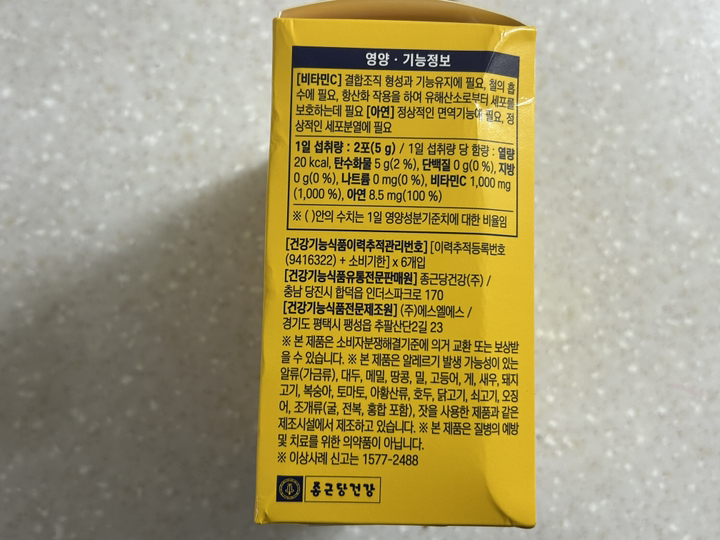 영양 · 기능정보
[비타민C] 결합조직 형성과 기능유지에 필요, 철의 흡
수에 필요, 항산화 작용을 하여 유해산소로부터 세포를
보호하는데 필요 [아연] 정상적인 면역기능에 필요, 정
상적인 세포분열에 필요
1일 섭취량 : 2포(5 g) / 1일 섭취량 당 함량 : 열량
20 kcal, 탄수화물 5 g(2 %), 단백질 0 g(0 %), 지방
0 g(0 %), 나트륨 0 mg(0 %), 비타민C 1,000 mg
(1,000 %), 아연 8.5 mg(100 %)
※ ( )안의 수치는 1일 영양성분기준치에 대한 비율임
[건강기능식품이력추적관리번호] [이력추적등록번호
(9416322) + 소비기한] x 6개입
[건강기능식품유통전문판매원] 종근당건강(주) /
충남 당진시 합덕읍 인더스파크로 170
[건강기능식품전문제조원] (주)에스엘에스 /
경기도 평택시 팽성읍 추팔산단2길 23
※ 본 제품은 소비자분쟁해결기준에 의거 교환 또는 보상받
을 수 있습니다. ※ 본 제품은 알레르기 발생 가능성이 있는
알류(가금류), 대두, 메밀, 땅콩, 밀, 고등어, 게, 새우, 돼지
고기, 복숭아, 토마토, 아황산류, 호두, 닭고기, 쇠고기, 오징
어, 조개류(굴, 전복, 홍합 포함), 잣을 사용한 제품과 같은
제조시설에서 제조하고 있습니다. ※ 본 제품은 질병의 예방
및 치료를 위한 의약품이 아닙니다.
※ 이상사례 신고는 1577-2488
종근당건강